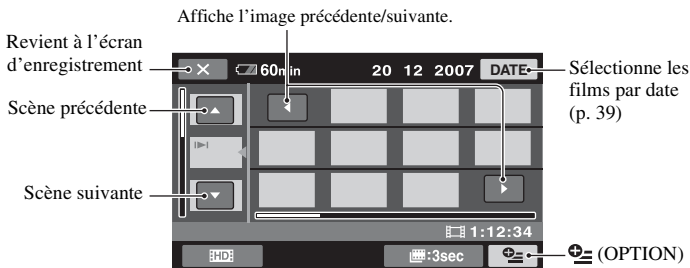 Affiche l'image précédente/suivante.
Revient à l'écran
d'enregistrement
60min
20 12 2007
DATE
Sélectionne les
films par date
(p. 39)
Scène précédente
Scène suivante
1:12:34
HD
:3sec
(OPTION)